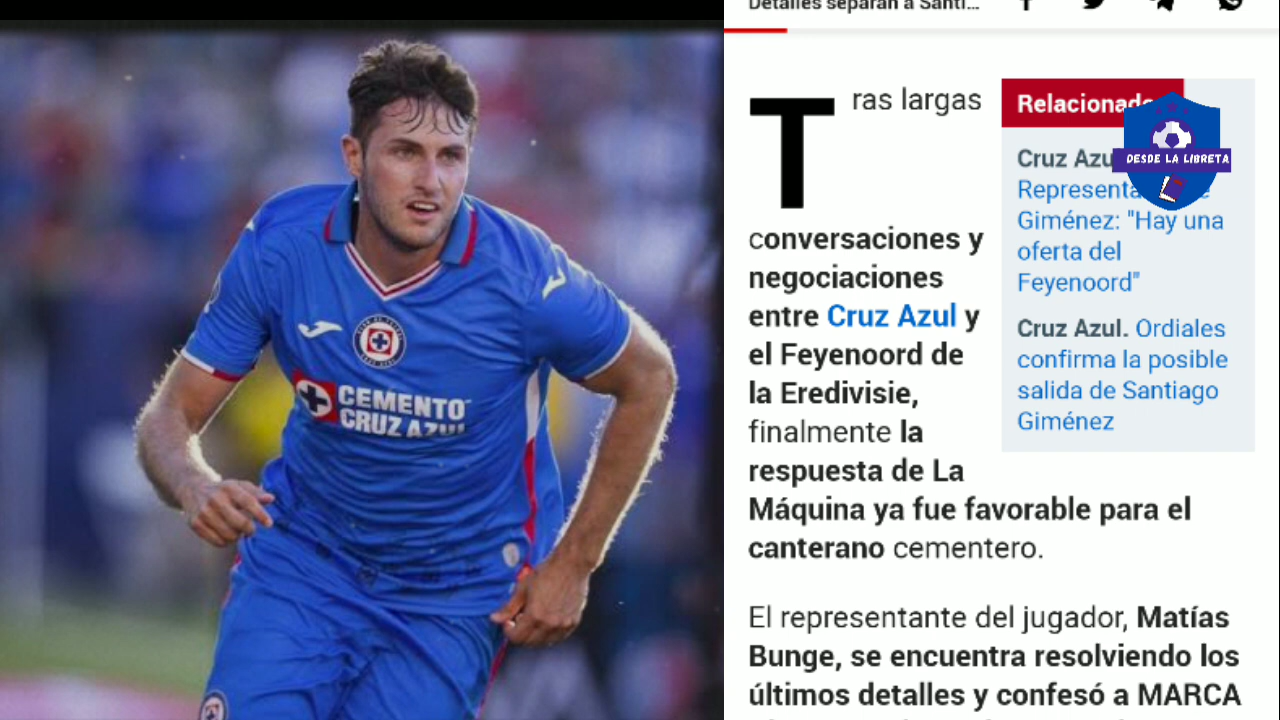 Detalles separan a Santi...
Tras largas
conversaciones y
negociaciones
entre Cruz Azul y
el Feyenoord de
la Eredivisie,
finalmente la
respuesta de La
Máquina ya fue favorable para el
canterano cementero.
El representante del jugador, Matías
Bunge, se encuentra resolviendo los
últimos detalles y confesó a MARCA
Relacionado
Cruz Azul.
Giménez: "Hay una
oferta del
Feyenoord"
Cruz Azul. Ordiales
confirma la posible
salida de Santiago
Giménez
DESDE LA LIBRETA
CEMENTO
CRUZ AZUL